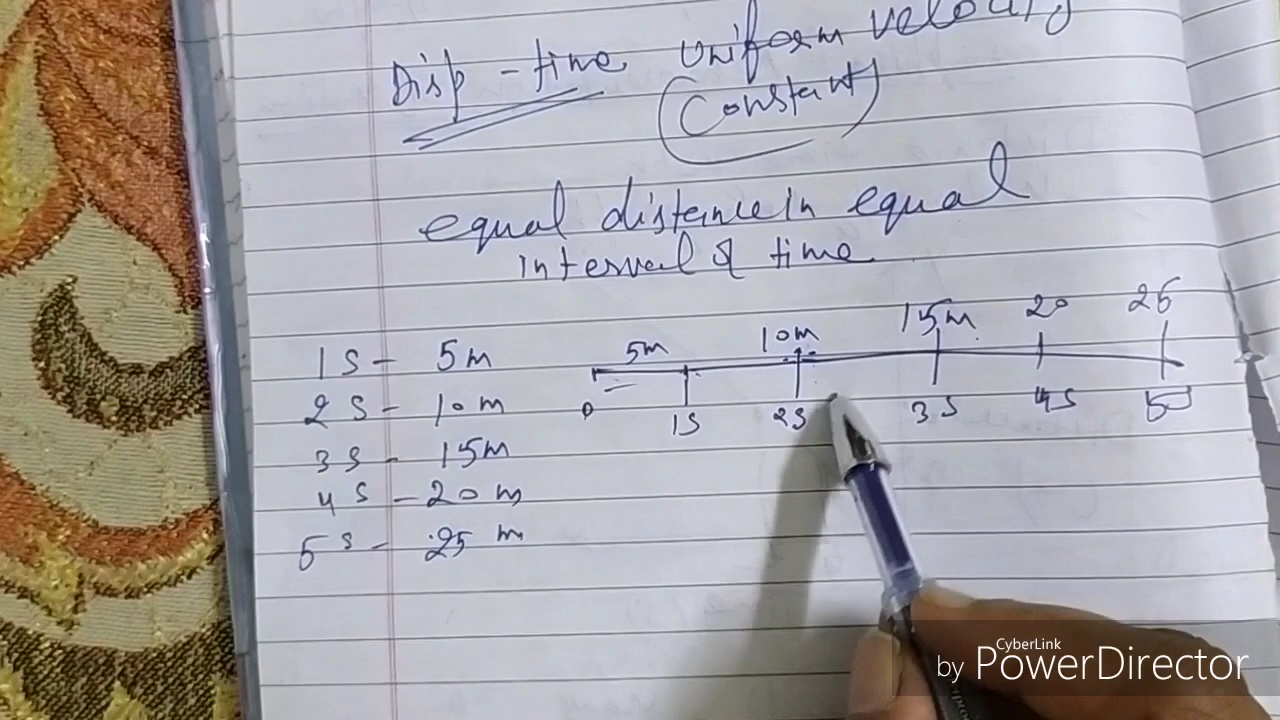 Disp - time uniform velocity
(Constant)
equal distance in equal
interval of time
1S - 5m
2S - 10m
3S - 15m
4S - 20m
5S - 25 m
5m 10m 15m 20 25
0 1S 2S 3S 4S 5S
CyberLink
by PowerDirector